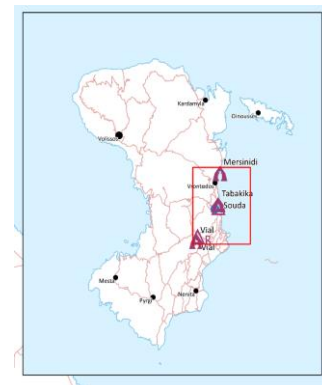 Kardamyla
Oinousses
Volissos
Mersinidi
Vrontados
Tabakika
Souda
Vial
R
Vial
Mesta
Pyrgi
Nenita